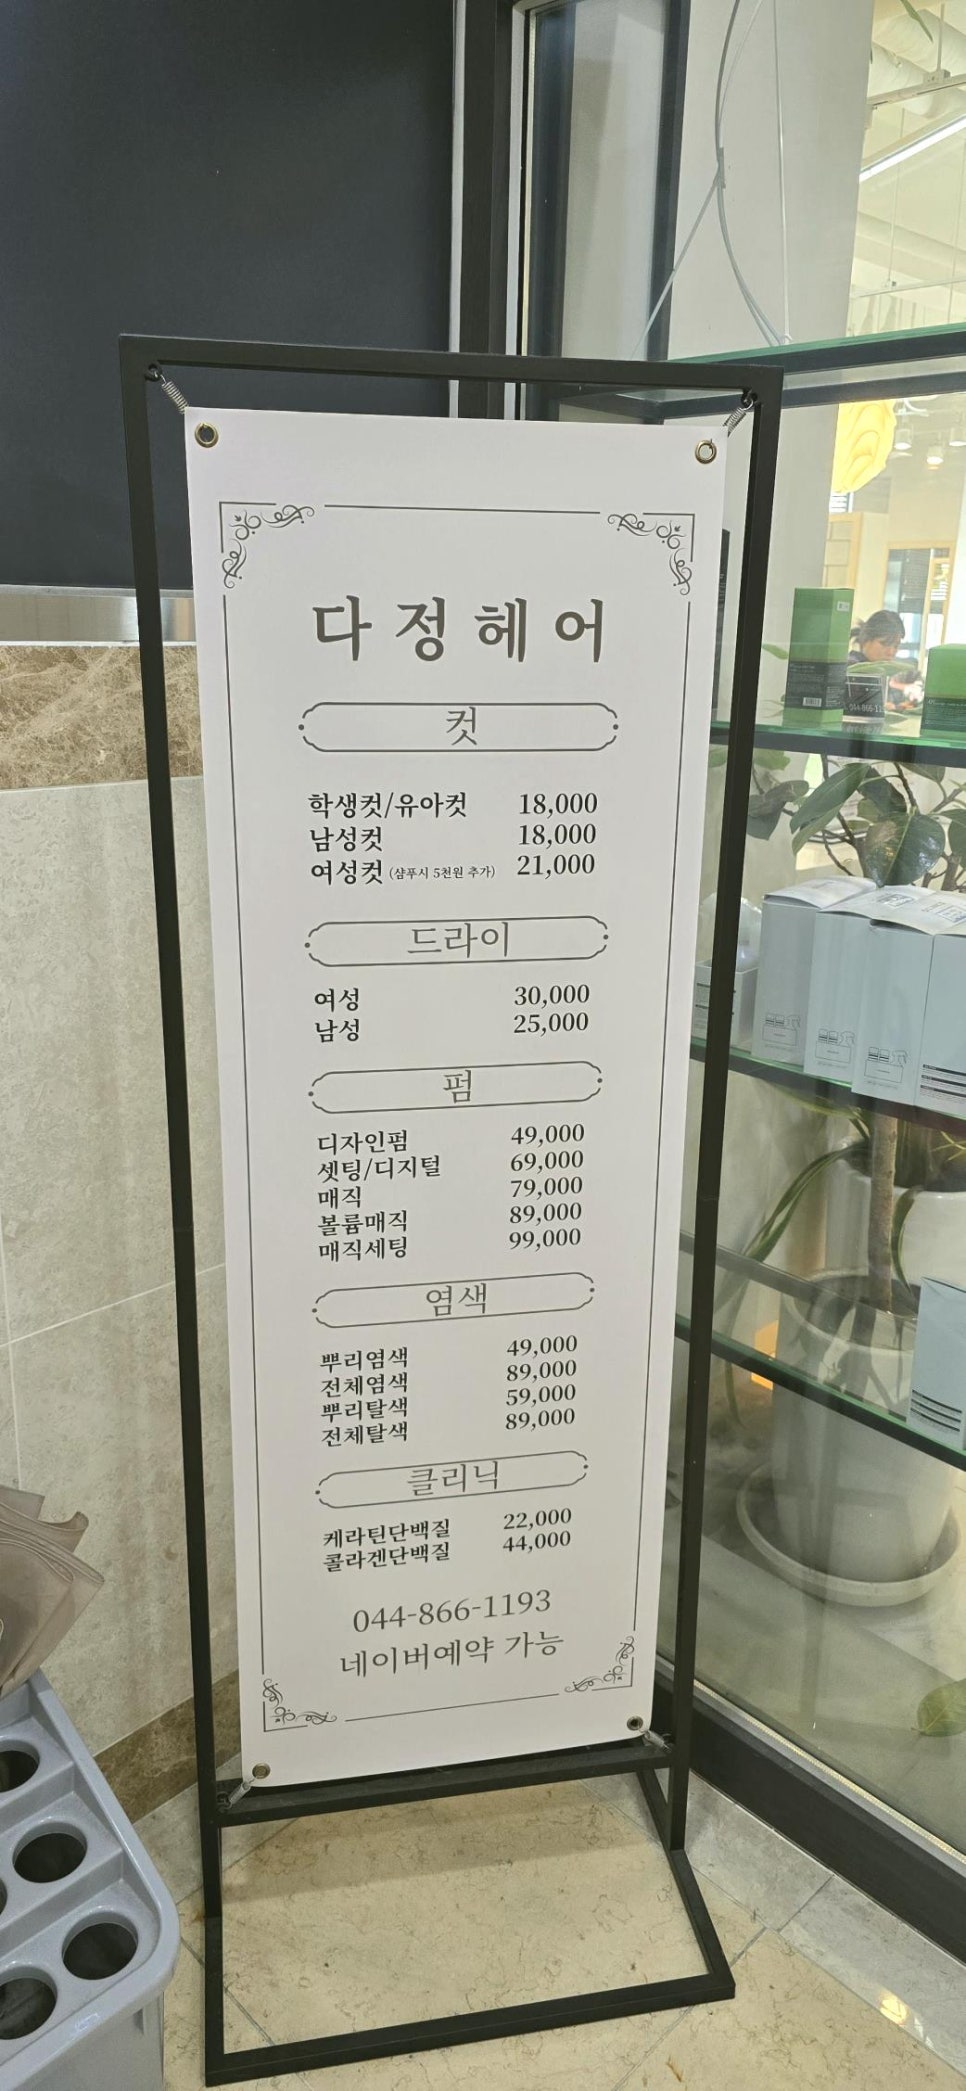 다정헤어
컷
학생컷/유아컷 18,000
남성컷 18,000
여성컷 (샴푸시 5천원 추가) 21,000
드라이
여성 30,000
남성 25,000
펌
디자인펌 49,000
셋팅/디지털 69,000
매직 79,000
볼륨매직 89,000
매직세팅 99,000
염색
뿌리염색 49,000
전체염색 89,000
뿌리탈색 59,000
전체탈색 89,000
클리닉
케라틴단백질 22,000
콜라겐단백질 44,000
044-866-1193
네이버예약 가능